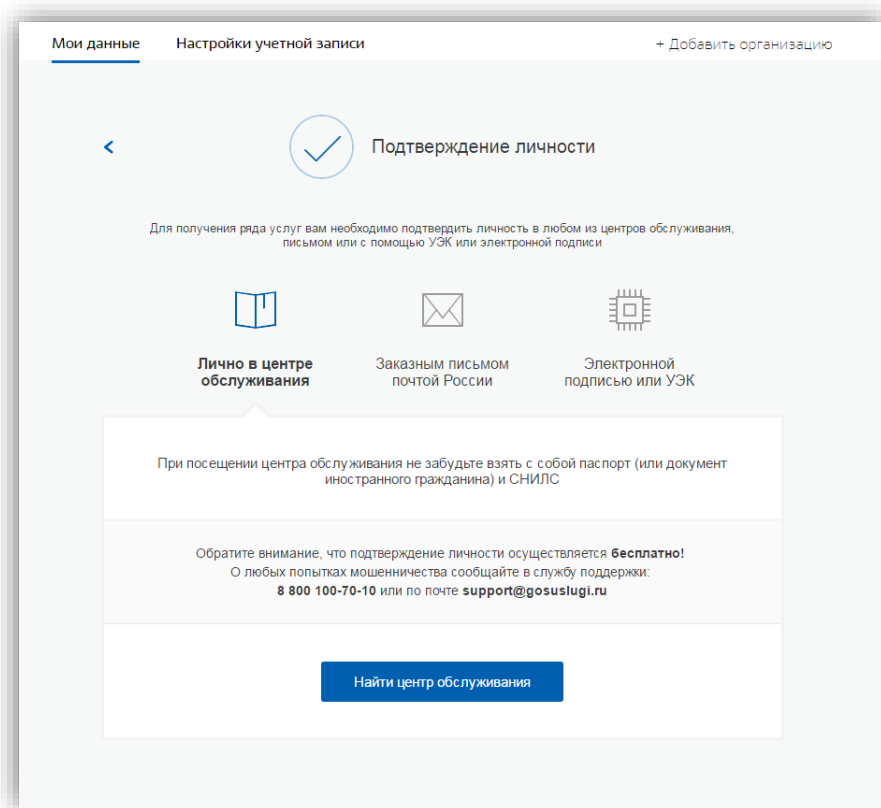 Мои данные
Настройки учетной записи
+ Добавить организацию
Подтверждение личности
Для получения ряда услуг вам необходимо подтвердить личность в любом из центров обслуживания,
письмом или с помощью УЭК или электронной подписи
Лично в центре
обслуживания
Заказным письмом
почтой России
Электронной
подписью или УЭК
При посещении центра обслуживания не забудьте взять с собой паспорт (или документ
иностранного гражданина) и СНИЛС
Обратите внимание, что подтверждение личности осуществляется бесплатно!
О любых попытках мошенничества сообщайте в службу поддержки:
8 800 100-70-10 или по почте support@gosuslugi.ru
Найти центр обслуживания